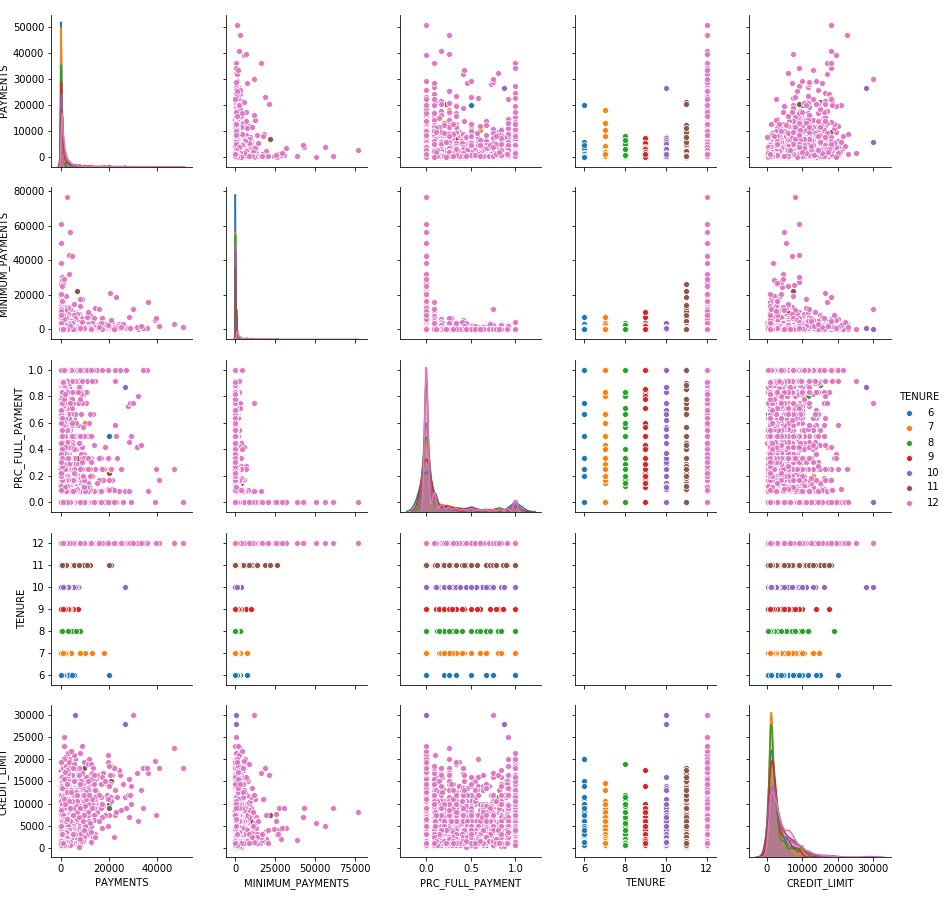 PAYMENTS
50000
40000
30000
20000
10000
0
MINIMUM_PAYMENTS
80000
60000
40000
20000
0
PRC_FULL_PAYMENT
1.0
0.8
0.6
0.4
0.2
0.0
TENURE
6
7
8
9
10
11
12
TENURE
12
11
10
9
8
7
6
CREDIT_LIMIT
30000
25000
20000
15000
10000
5000
0
0 20000 40000
PAYMENTS
0 25000 50000 75000
MINIMUM_PAYMENTS
0.0 0.5 1.0
PRC_FULL_PAYMENT
6 8 10 12
TENURE
0 10000 20000 30000
CREDIT_LIMIT